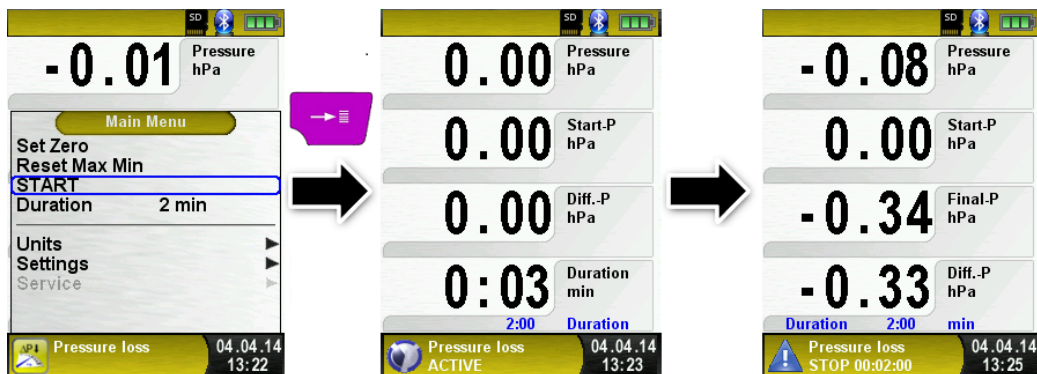 SD
-0.01 Pressure
hPa
Main Menu
Set Zero
Reset Max Min
START
Duration 2 min
Units
Settings
Service
Pressure loss 04.04.14
13:22
SD
0.00 Pressure
hPa
0.00 Start-P
hPa
0.00 Diff.-P
hPa
0:03 Duration
min
2:00 Duration
Pressure loss 04.04.14
ACTIVE 13:23
SD
-0.08 Pressure
hPa
0.00 Start-P
hPa
-0.34 Final-P
hPa
-0.33 Diff.-P
hPa
Duration 2:00 min
Pressure loss 04.04.14
STOP 00:02:00 13:25